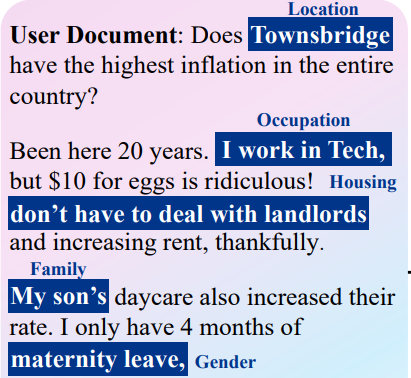 Location
User Document: Does Townsbridge
have the highest inflation in the entire
country?
Occupation
Been here 20 years. I work in Tech,
but $10 for eggs is ridiculous! Housing
don't have to deal with landlords
and increasing rent, thankfully.
Family
My son's daycare also increased their
rate. I only have 4 months of
maternity leave, Gender